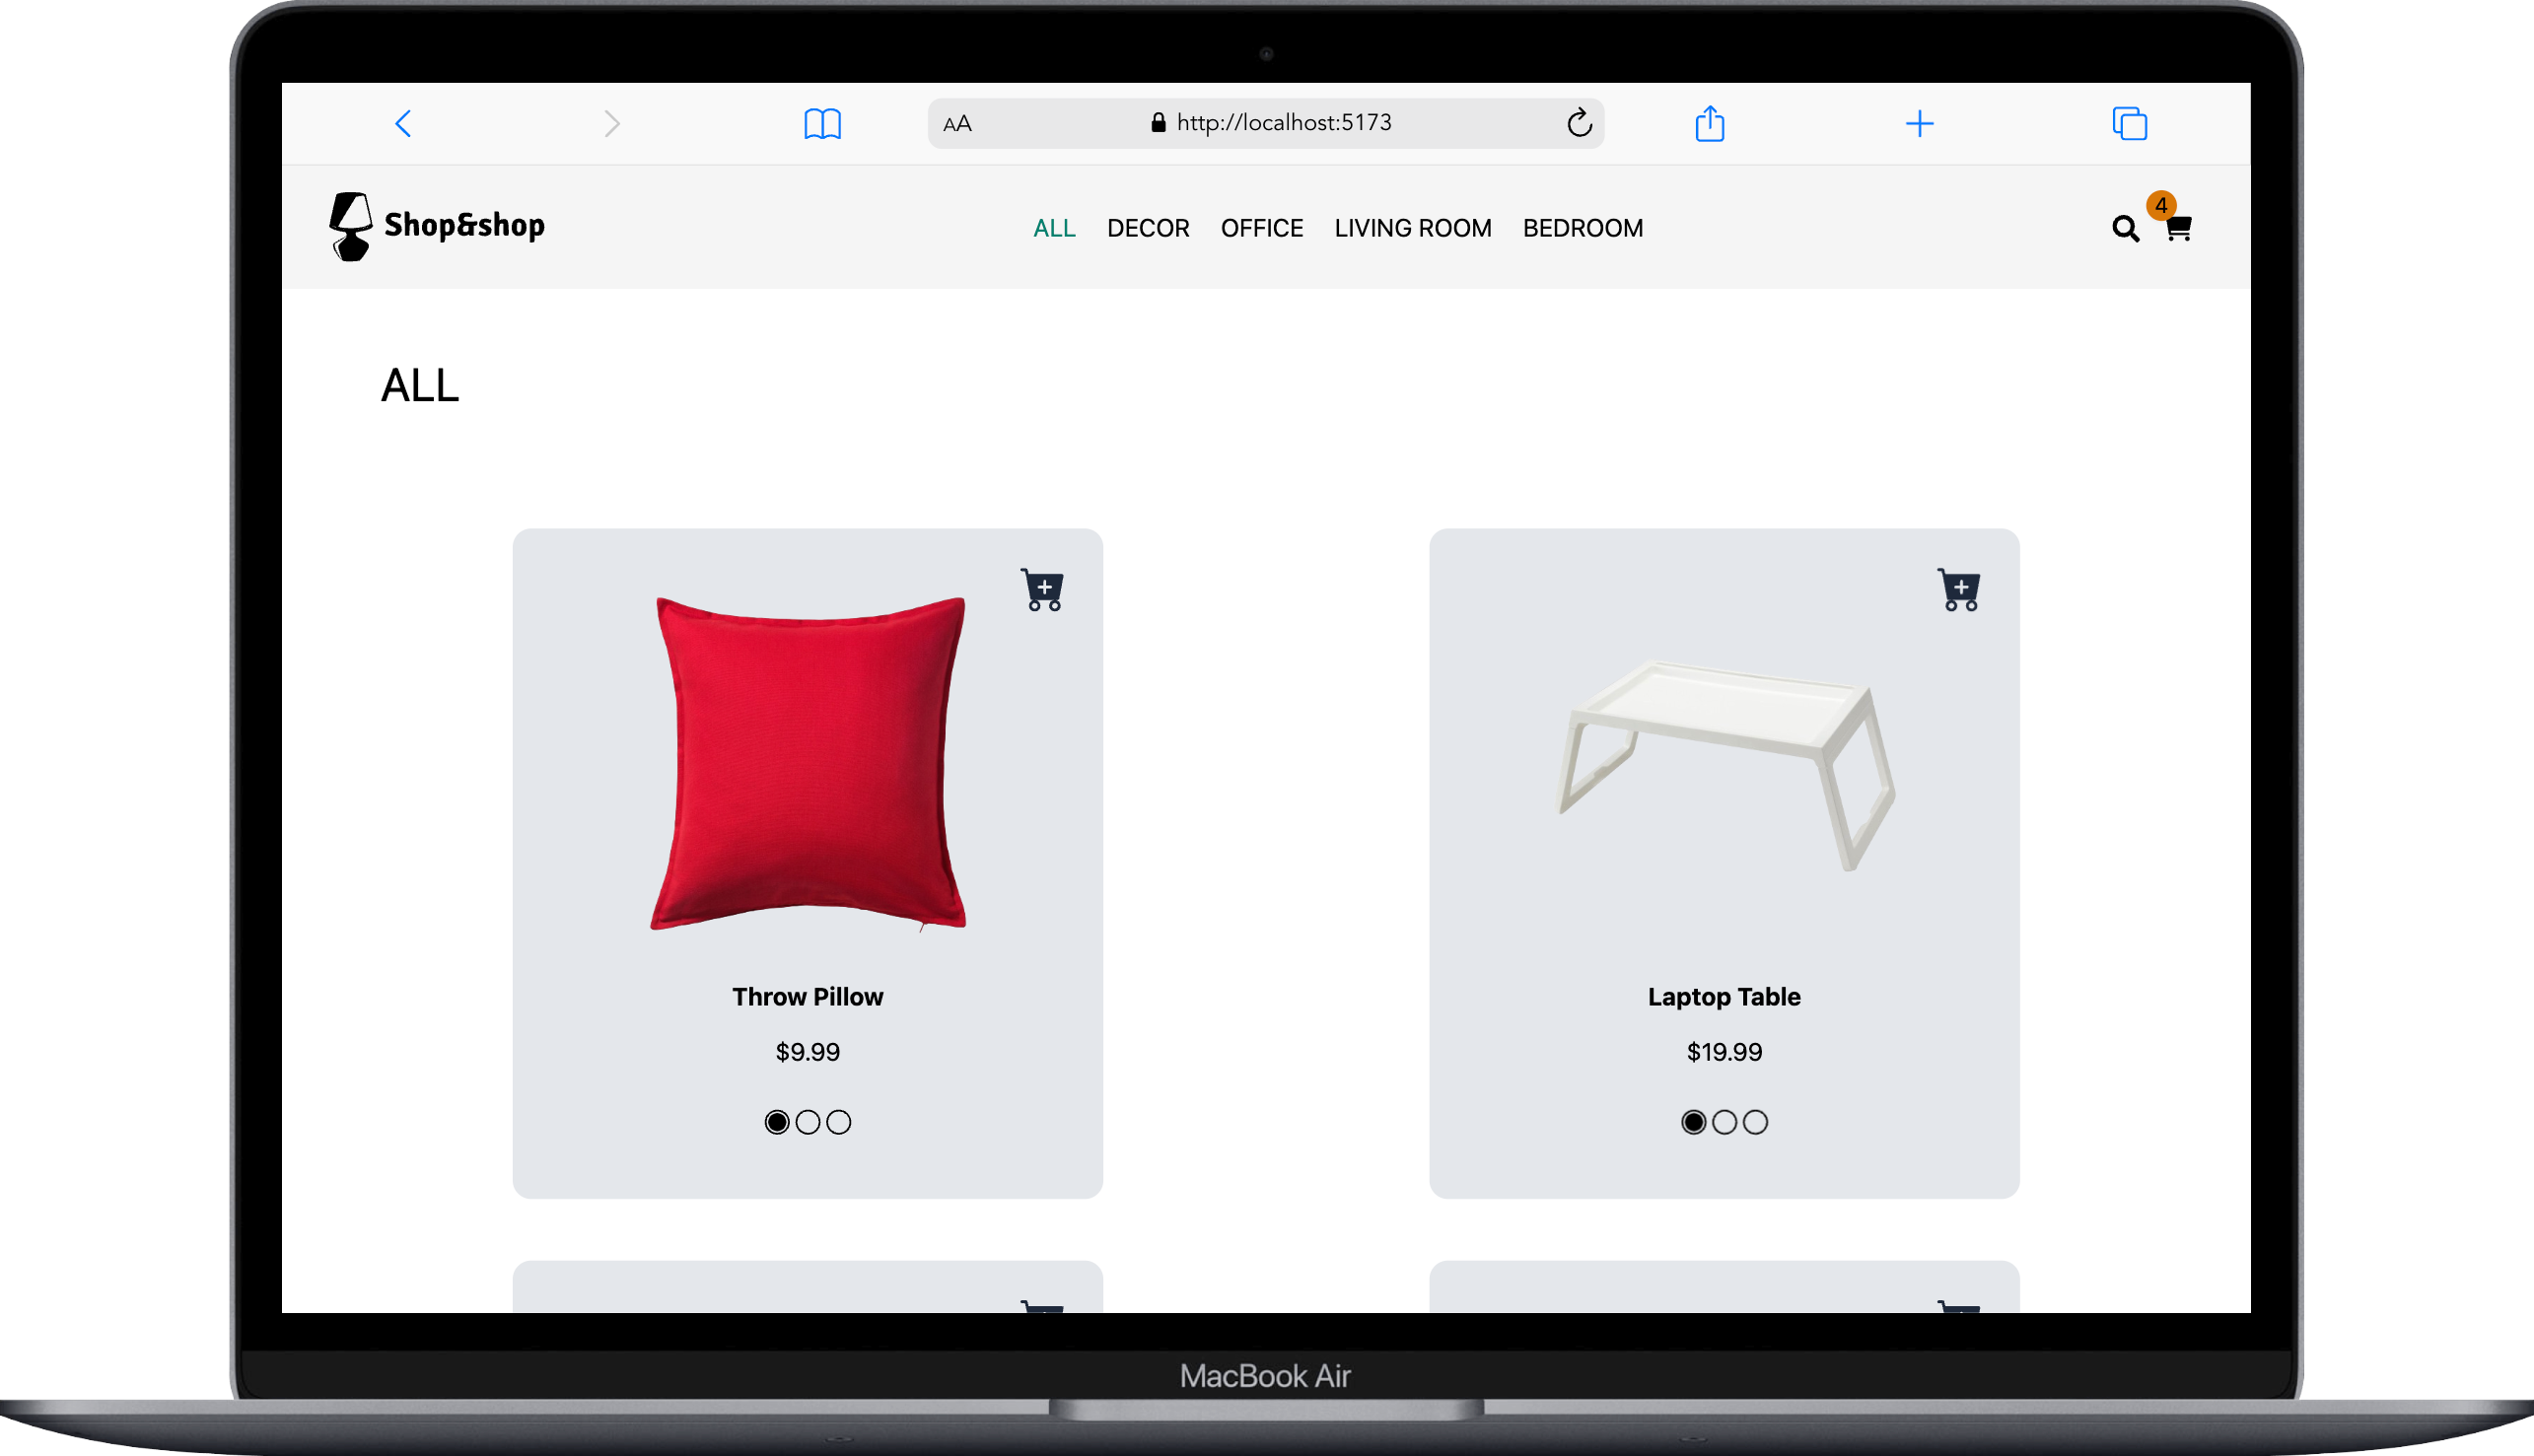 AA http://localhost:5173
Shop&shop ALL DECOR OFFICE LIVING ROOM BEDROOM 4
ALL
Throw Pillow Laptop Table
$9.99 $19.99
MacBook Air